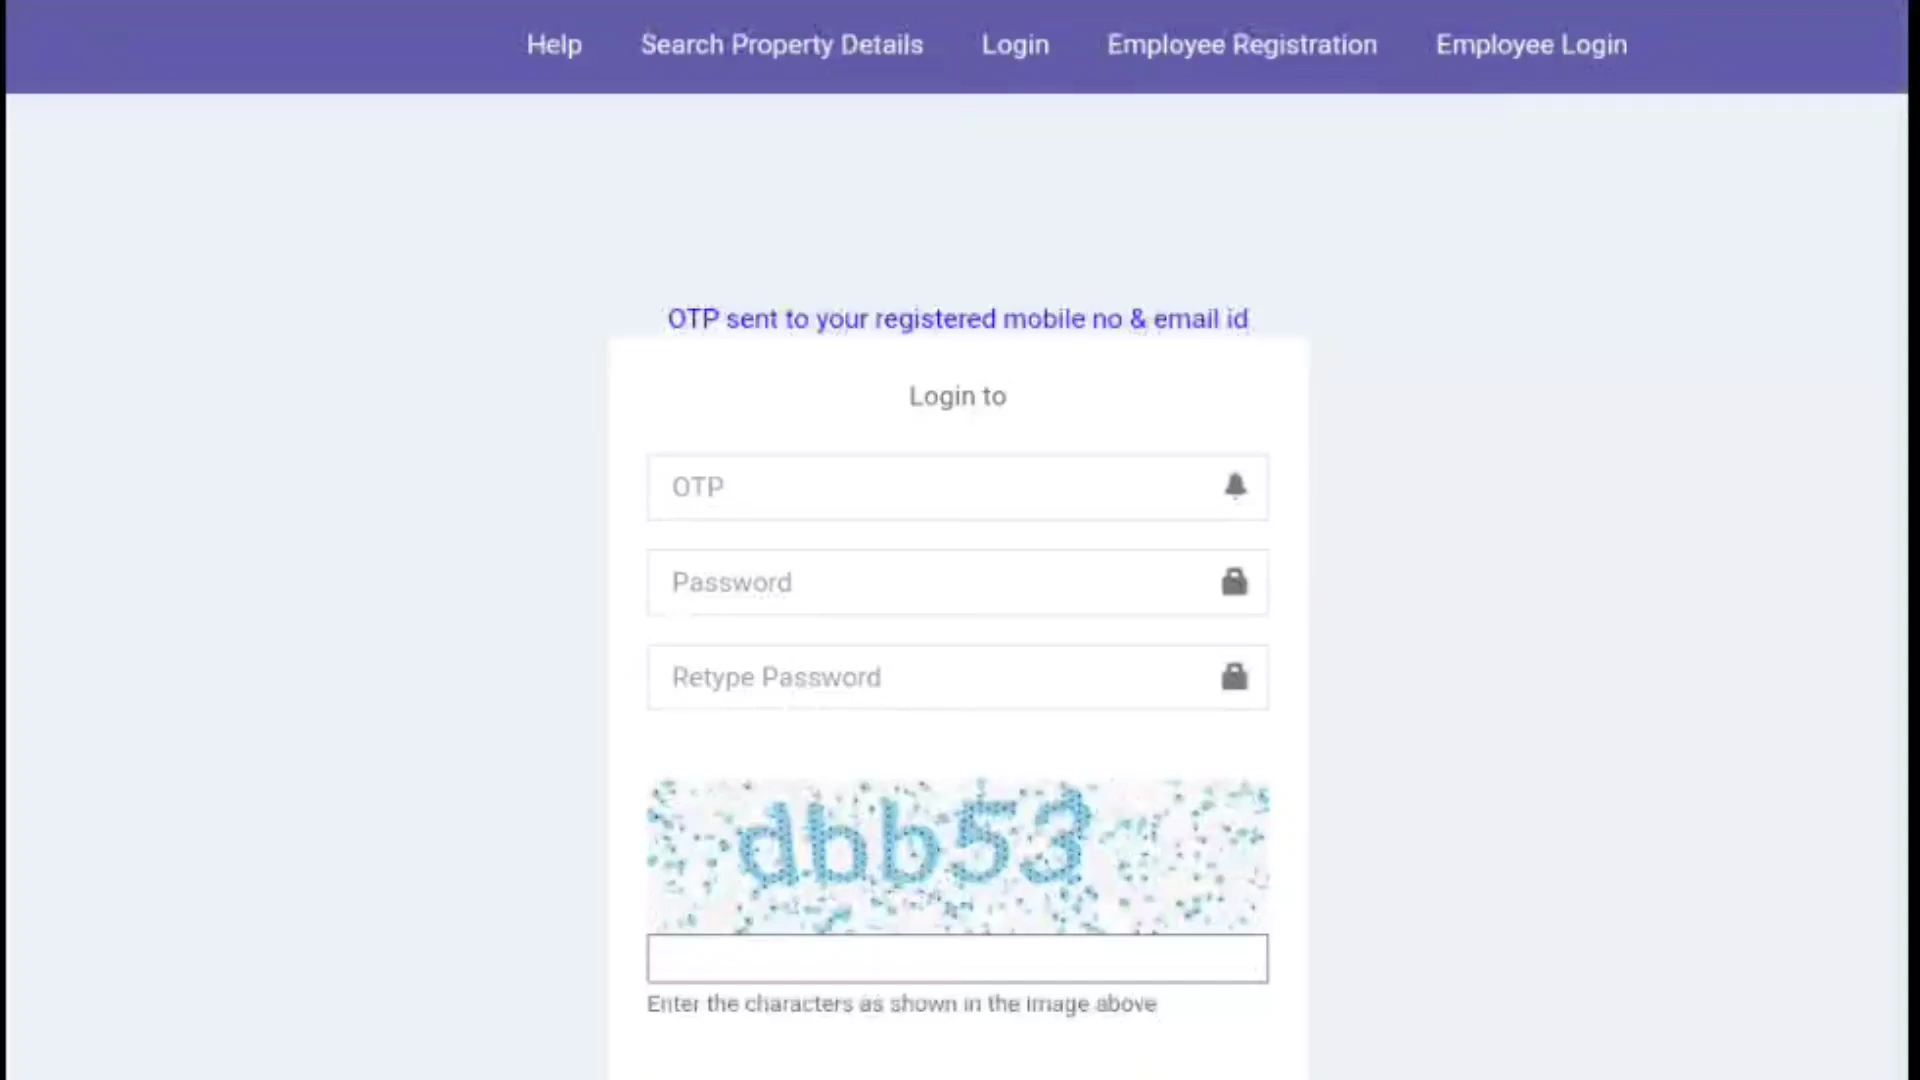 Help Search Property Details Login Employee Registration Employee Login
OTP sent to your registered mobile no & email id
Login to
OTP
Password
Retype Password
dbb53
Enter the characters as shown in the image above